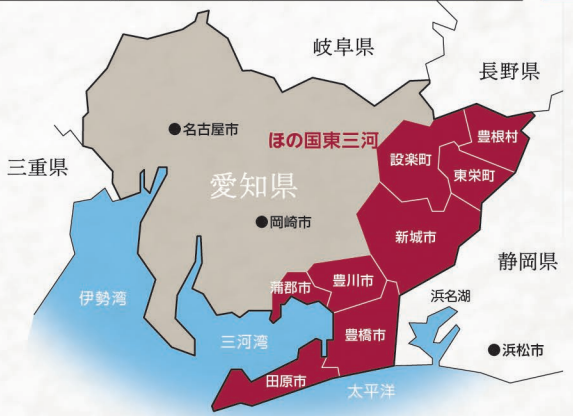 岐阜県
長野県
●名古屋市
ほの国東三河
豊根村
設楽町
三重県
東栄町
愛知県
●岡崎市
新城市
静岡県
豊川市
蒲郡市
伊勢湾
浜名湖
三河湾
豊橋市
●浜松市
田原市
太平洋